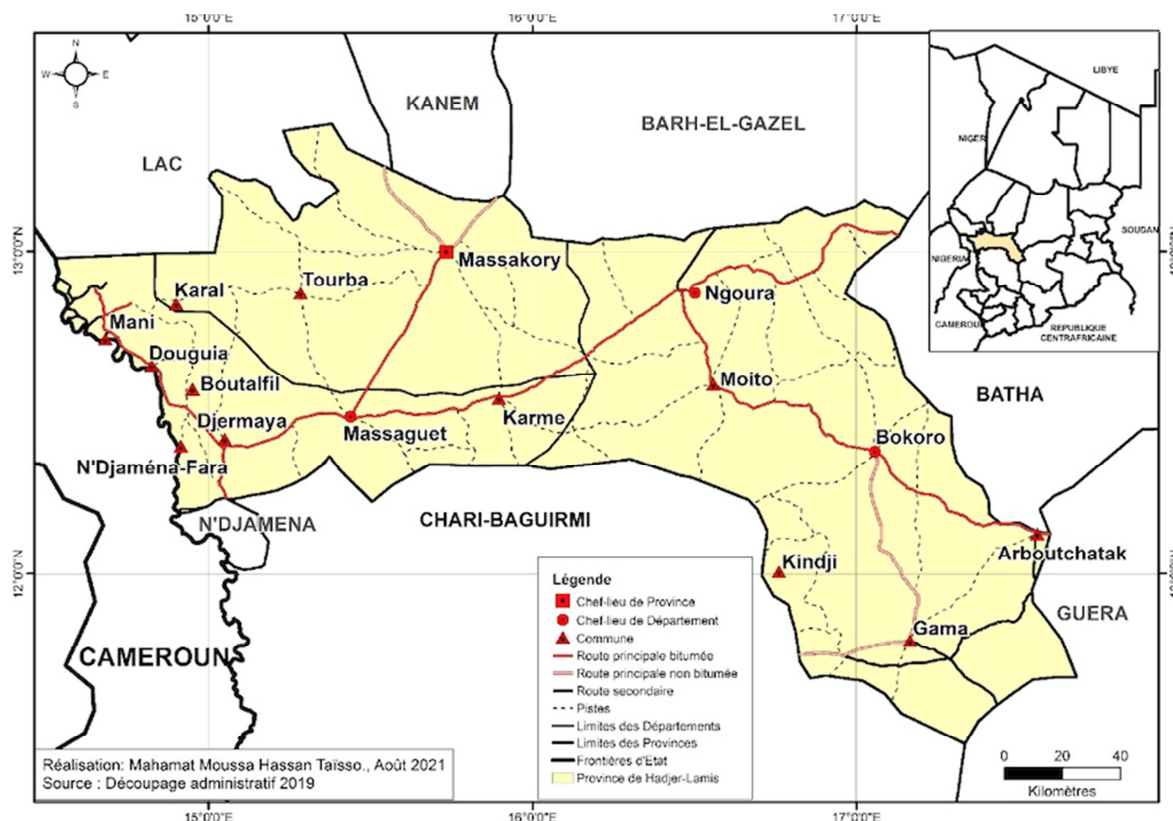 15°0'0"E 16°0'0"E 17°0'0"E
N
W E
S
KANEM
BARH-EL-GAZEL
LAC
LIBYE
NIGER
SOUDAN
NIGERIA
CAMEROUN
REPUBLIQUE
CENTRAFRICAINE
13°0'0"N
Massakory
Tourba
Karal
Ngoura
Mani
Douguia
Boutalfil
Moito
BATHA
Djermaya
Massaguet
Karme
Bokoro
N'Djaména-Fara
N'DJAMENA
CHARI-BAGUIRMI
Arboutchatak
Kindji
12°0'0"N
GUERA
Gama
CAMEROUN
Légende
Chef-lieu de Province
Chef-lieu de Département
Commune
Route principale bitumée
Route principale non bitumée
Route secondaire
Pistes
Limites des Départements
Limites des Provinces
Frontières d'Etat
Province de Hadjer-Lamis
0 20 40
Kilomètres
Réalisation: Mahamat Moussa Hassan Taïsso., Août 2021
Source : Découpage administratif 2019
15°0'0"E 16°0'0"E 17°0'0"E